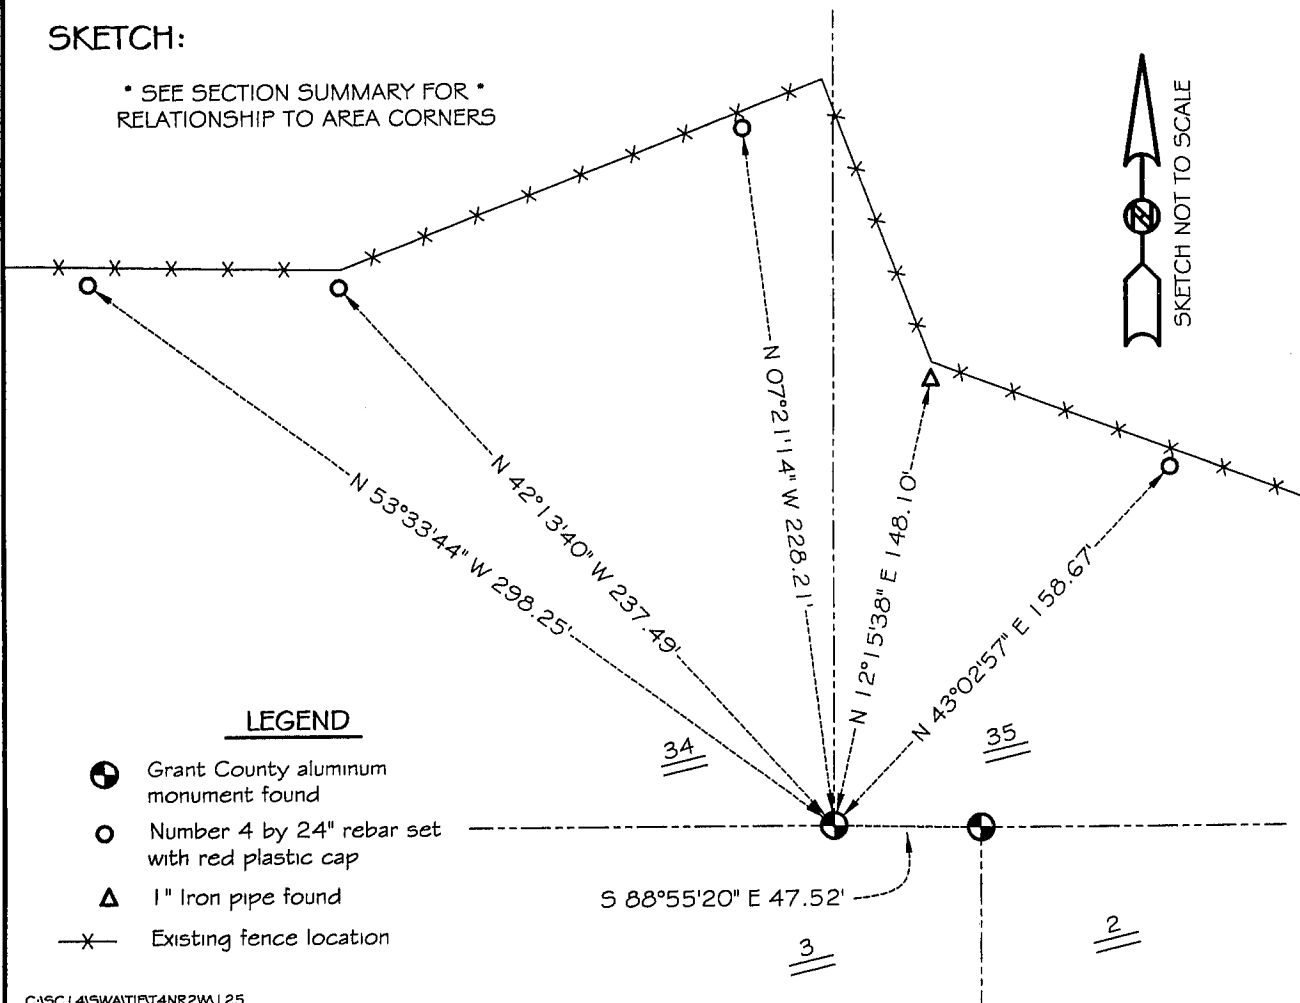 SKETCH:
* SEE SECTION SUMMARY FOR *
RELATIONSHIP TO AREA CORNERS
N
SKETCH NOT TO SCALE
N 53°33'44" W 298.25'
N 42°13'40" W 237.49'
N 07°21'14" W 228.21'
N 12°15'38" E 148.10'
N 43°02'57" E 158.67'
34
35
S 88°55'20" E 47.52'
3
2
LEGEND
Grant County aluminum
monument found
Number 4 by 24" rebar set
with red plastic cap
1" Iron pipe found
Existing fence location